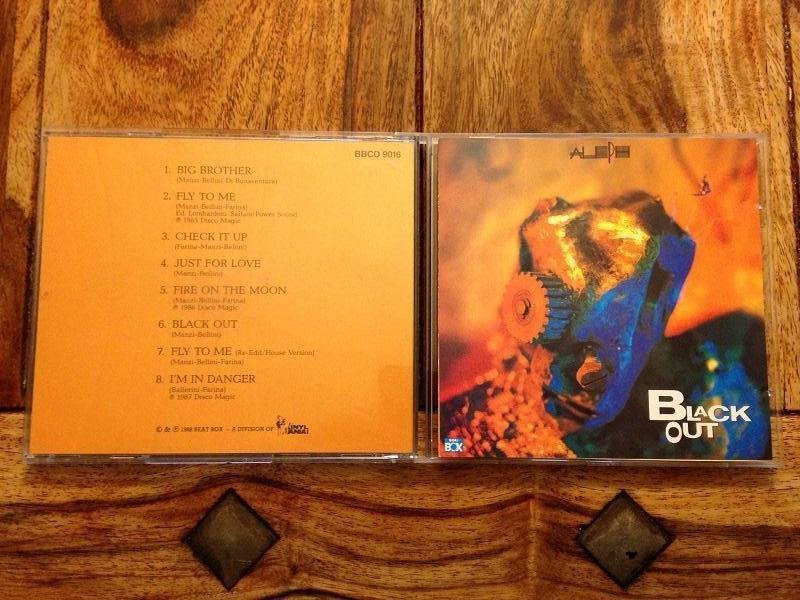 BBCD 9016
1. BIG BROTHER
(Manzi-Bellini Di Bonaventura)
2. FLY TO ME
(Manzi-Bellini-Farina)
Ed. Lombardoni- Saifam/Power Sound
℗ 1985 Disco Magic
3. CHECK IT UP
(Farina-Manzi-Bellini)
4. JUST FOR LOVE
(Manzi-Bellini)
5. FIRE ON THE MOON
(Manzi-Bellini-Farina)
℗ 1986 Disco Magic
6. BLACK OUT
(Manzi-Bellini)
7. FLY TO ME (Re-Edit/House Version)
(Manzi-Bellini-Farina)
8. I'M IN DANGER
(Ballerini-Farina)
℗ 1987 Disco Magic
© & ℗ 1988 BEAT BOX - A DIVISION OF VINYL MANIA!
ALEPH
BLACK
OUT
BEAT
BOX